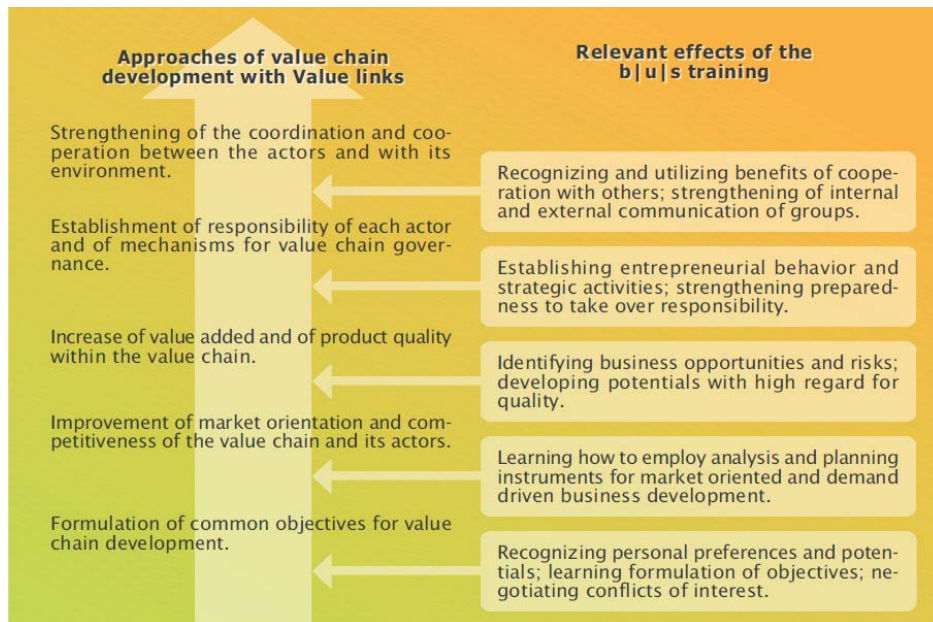 Approaches of value chain
development with Value links
Strengthening of the coordination and coo-
peration between the actors and with its
environment.
Establishment of responsibility of each actor
and of mechanisms for value chain gover-
nance.
Increase of value added and of product quality
within the value chain.
Improvement of market orientation and com-
petitiveness of the value chain and its actors.
Formulation of common objectives for value
chain development.
Relevant effects of the
b|u|s training
Recognizing and utilizing benefits of coope-
ration with others; strengthening of internal
and external communication of groups.
Establishing entrepreneurial behavior and
strategic activities; strengthening prepared-
ness to take over responsibility.
Identifying business opportunities and risks;
developing potentials with high regard for
quality.
Learning how to employ analysis and planning
instruments for market oriented and demand
driven business development.
Recognizing personal preferences and poten-
tials; learning formulation of objectives; ne-
gotiating conflicts of interest.